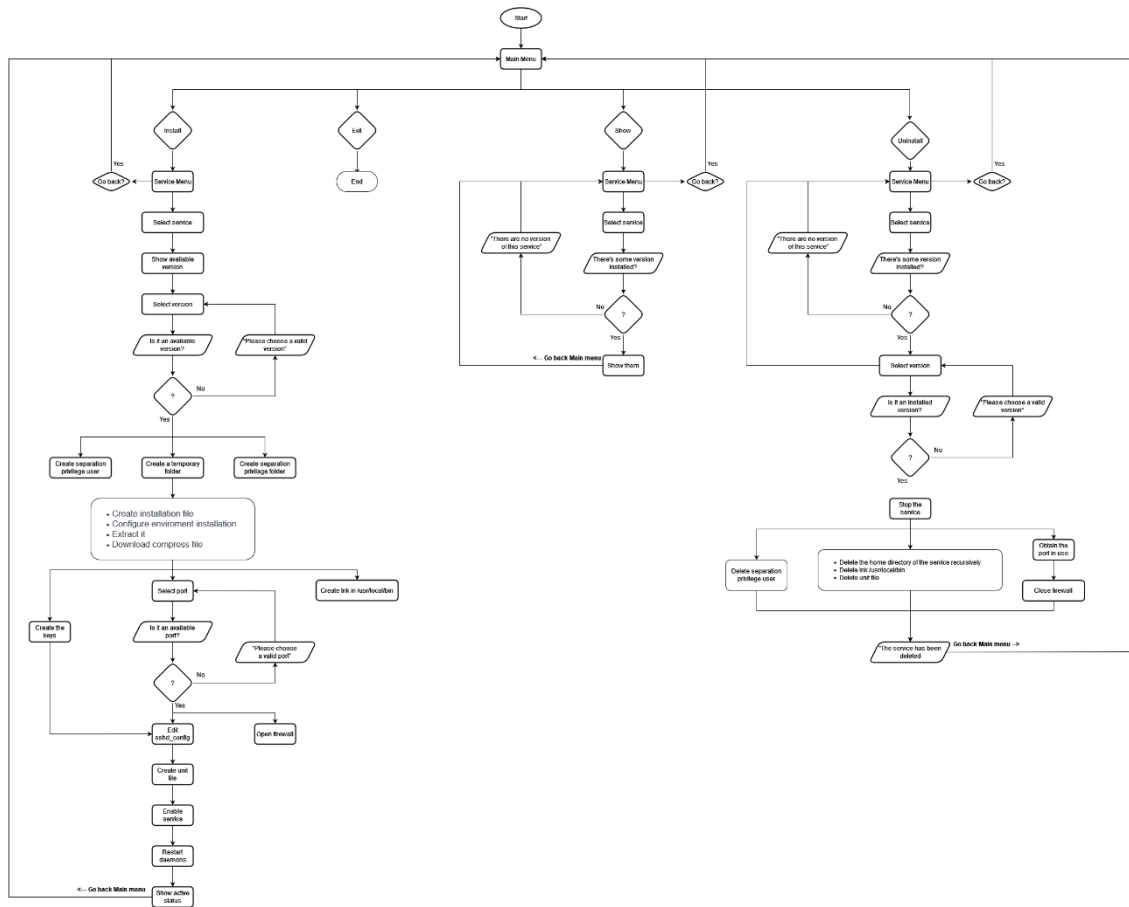 Start
Main Menu
Install
Exit
Show
Uninstall
Yes
Go back?
Service Menu
End
Service Menu
Yes
Go back?
Service Menu
Yes
Go back?
Select service
Show available
version
Select version
Is it an available
version?
"Please choose a valid
version"
?
No
Yes
Create separation
privilege user
Create a temporary
folder
Create separation
privilage folder
• Create installation file
• Configure enviroment installation
• Extract it
• Download compress file
Select port
Create lnk in /usr/local/bin
Create the
keys
Is it an available
port?
"Please choose
a valid port"
?
No
Yes
Edit
sshd_config
Open firewall
Create unit
file
Enable
service
Restart
daemons
<--- Go back Main menu
Show active
status
Select service
"There are no version
of this service"
There's some version
installed?
No
?
Yes
<--- Go back Main menu
Show them
Select service
"There are no version
of this service"
There's some version
installed?
No
?
Yes
Select version
Is it an installed
version?
"Please choose a valid
version"
?
No
Yes
Stop the
service
Delete separation
privilege user
• Delete the home directory of the service recursively
• Delete lnk /usr/local/bin
• Delete unit file
Obtain the
port in use
Close firewall
"The service has been
deleted
Go back Main menu -->